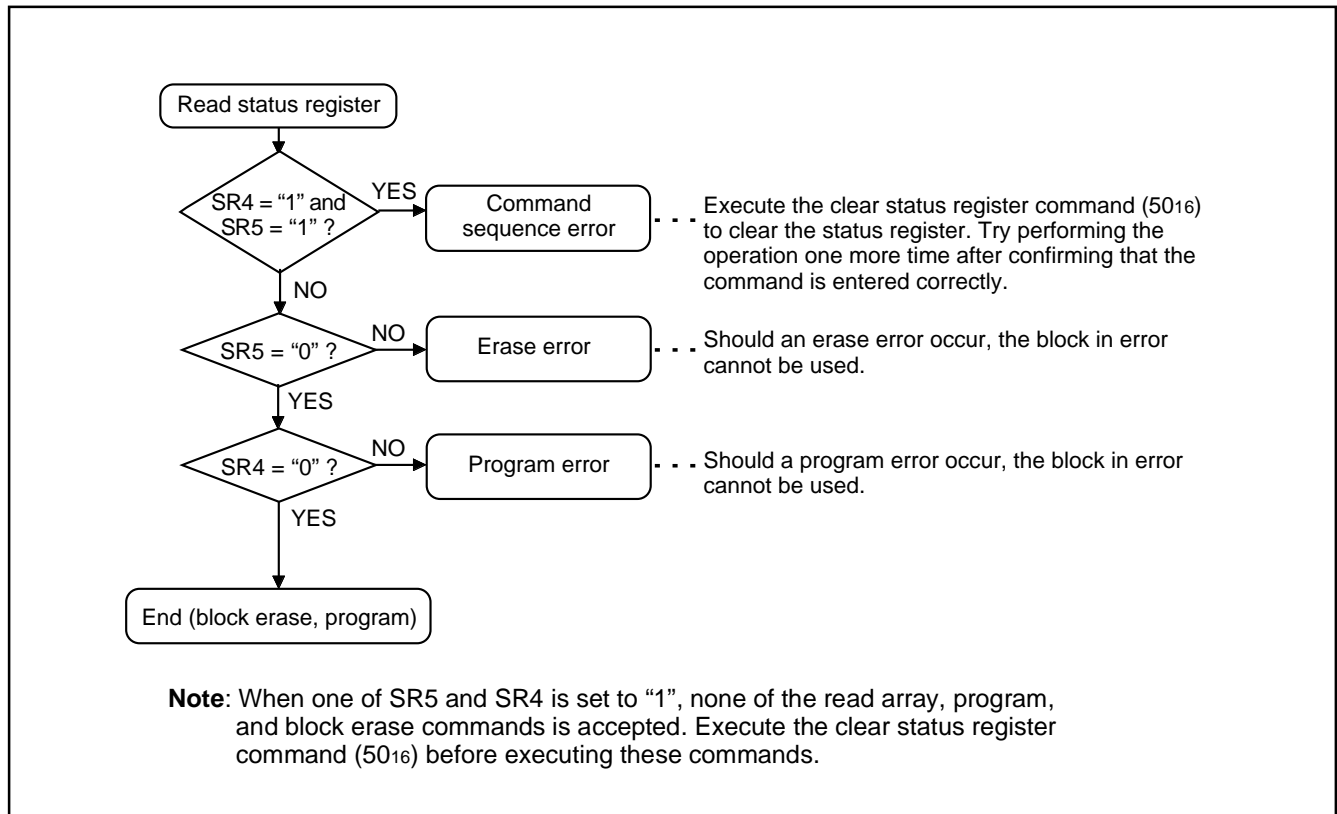 Read status register
SR4 = “1” and
SR5 = “1” ?
YES
Command
sequence error
Execute the clear status register command (5016)
to clear the status register. Try performing the
operation one more time after confirming that the
command is entered correctly.
NO
SR5 = “0” ?
NO
Erase error
Should an erase error occur, the block in error
cannot be used.
YES
SR4 = “0” ?
NO
Program error
Should a program error occur, the block in error
cannot be used.
YES
End (block erase, program)
Note: When one of SR5 and SR4 is set to “1”, none of the read array, program,
and block erase commands is accepted. Execute the clear status register
command (5016) before executing these commands.